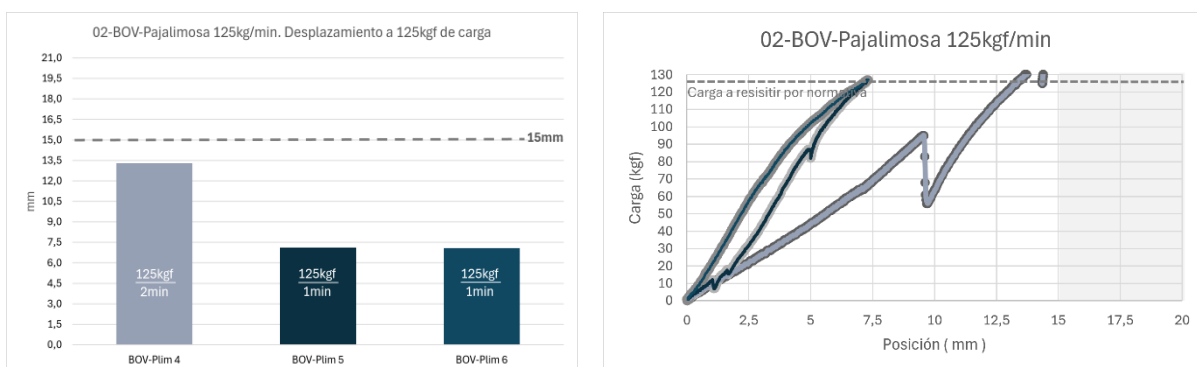 02-BOV-Pajalimosa 125kg/min. Desplazamiento a 125kgf de carga
21,0
19,5
18,0
16,5
15,0
13,5
12,0
10,5
9,0
7,5
6,0
4,5
3,0
1,5
0,0
mm
15mm
125kgf
2min
125kgf
1min
125kgf
1min
BOV-Plim 4
BOV-Plim 5
BOV-Plim 6
02-BOV-Pajalimosa 125kgf/min
130
120
110
100
90
80
70
60
50
40
30
20
10
0
Carga (kgf)
Carga a resisitir por normativa
0
2,5
5
7,5
10
12,5
15
17,5
20
Posición ( mm )